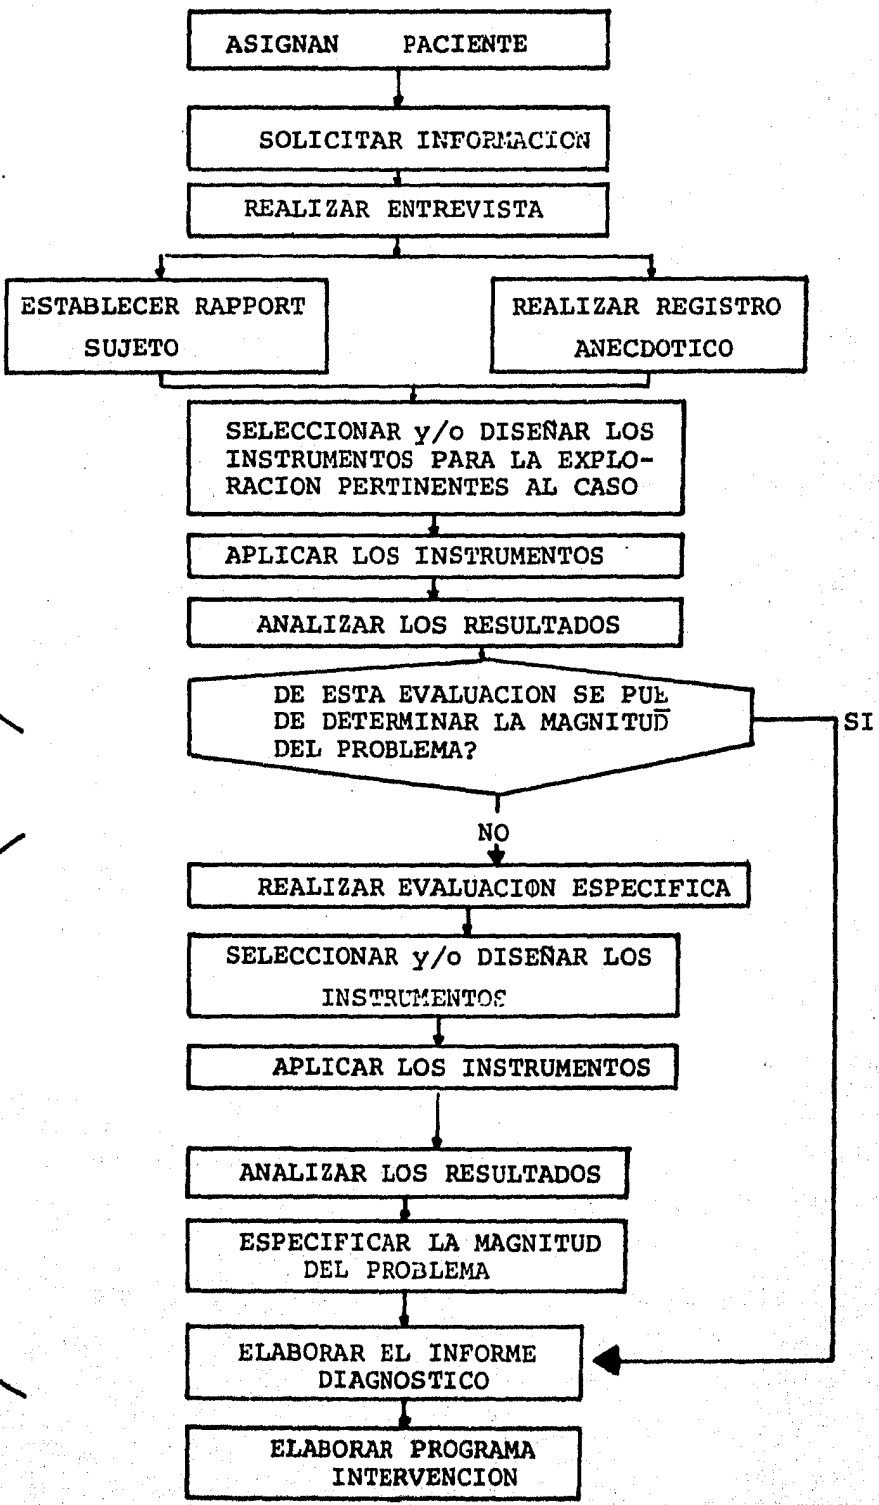 ASIGNAN PACIENTE
SOLICITAR INFORMACION
REALIZAR ENTREVISTA
ESTABLECER RAPPORT
SUJETO
REALIZAR REGISTRO
ANECDOTICO
SELECCIONAR y/o DISEÑAR LOS
INSTRUMENTOS PARA LA EXPLO-
RACION PERTINENTES AL CASO
APLICAR LOS INSTRUMENTOS
ANALIZAR LOS RESULTADOS
DE ESTA EVALUACION SE PUE
DE DETERMINAR LA MAGNITUD
DEL PROBLEMA?
SI
NO
REALIZAR EVALUACION ESPECIFICA
SELECCIONAR y/o DISEÑAR LOS
INSTRUMENTOS
APLICAR LOS INSTRUMENTOS
ANALIZAR LOS RESULTADOS
ESPECIFICAR LA MAGNITUD
DEL PROBLEMA
ELABORAR EL INFORME
DIAGNOSTICO
ELABORAR PROGRAMA
INTERVENCION